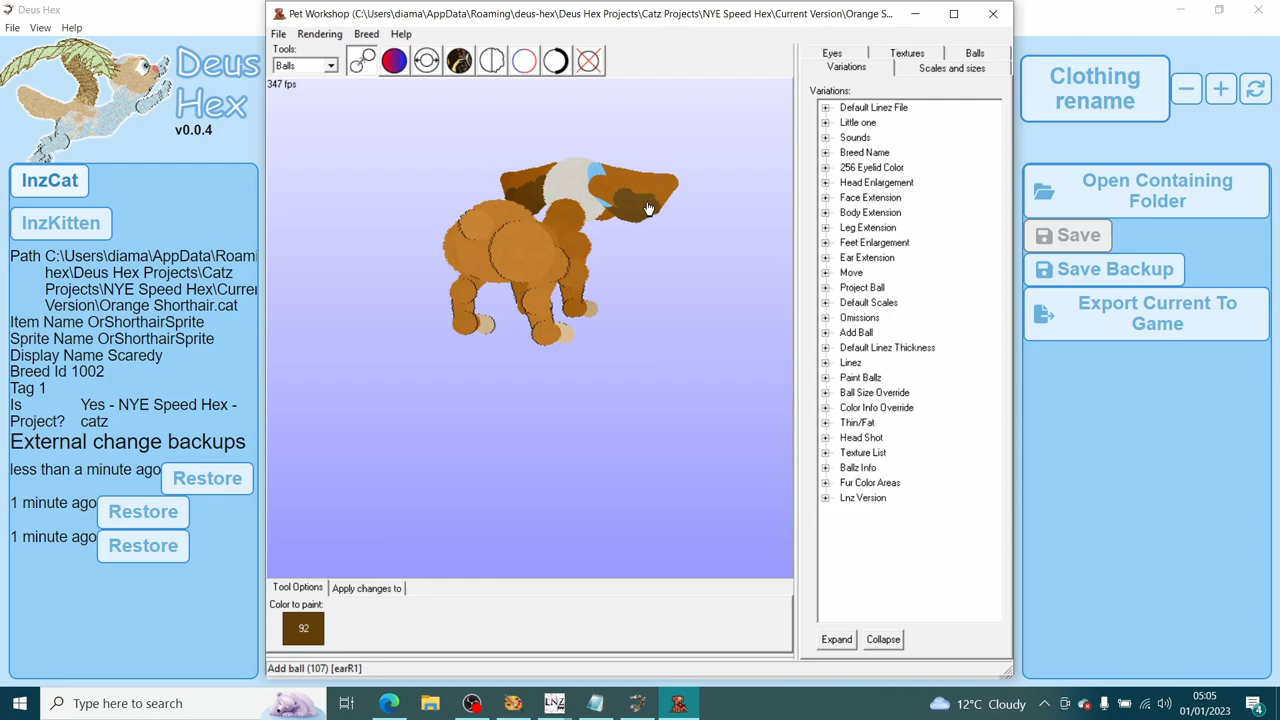 Deus Hex
File View Help
Deus
Hex
v0.0.4
lnzCat
lnzKitten
Path C:\Users\diama\AppData\Roami
hex\Deus Hex Projects\Catz
Projects\NYE Speed Hex\Curre
Version\Orange Shorthair.cat
Item Name OrShorthairSprite
Sprite Name OrShorthairSprite
Display Name Scaredy
Breed Id 1002
Tag 1
Is Yes - NYE Speed Hex -
Project? catz
External change backups
less than a minute ago Restore
1 minute ago Restore
1 minute ago Restore
Pet Workshop (C:\Users\diama\AppData\Roaming\deus-hex\Deus Hex Projects\Catz Projects\NYE Speed Hex\Current Version\Orange S...
File Rendering Breed Help
Tools:
Balls
347 fps
Tool Options Apply changes to
Color to paint:
92
Add ball (107) [earR1]
Eyes Textures Balls
Variations Scales and sizes
Variations:
Default Linez File
Little one
Sounds
Breed Name
256 Eyelid Color
Head Enlargement
Face Extension
Body Extension
Leg Extension
Feet Enlargement
Ear Extension
Move
Project Ball
Default Scales
Omissions
Add Ball
Default Linez Thickness
Linez
Paint Ballz
Ball Size Override
Color Info Override
Thin/Fat
Head Shot
Texture List
Ballz Info
Fur Color Areas
Lnz Version
Expand Collapse
Clothing
rename
Open Containing
Folder
Save
Save Backup
Export Current To
Game
Type here to search
LNZ
12°C Cloudy
05:05
01/01/2023
4